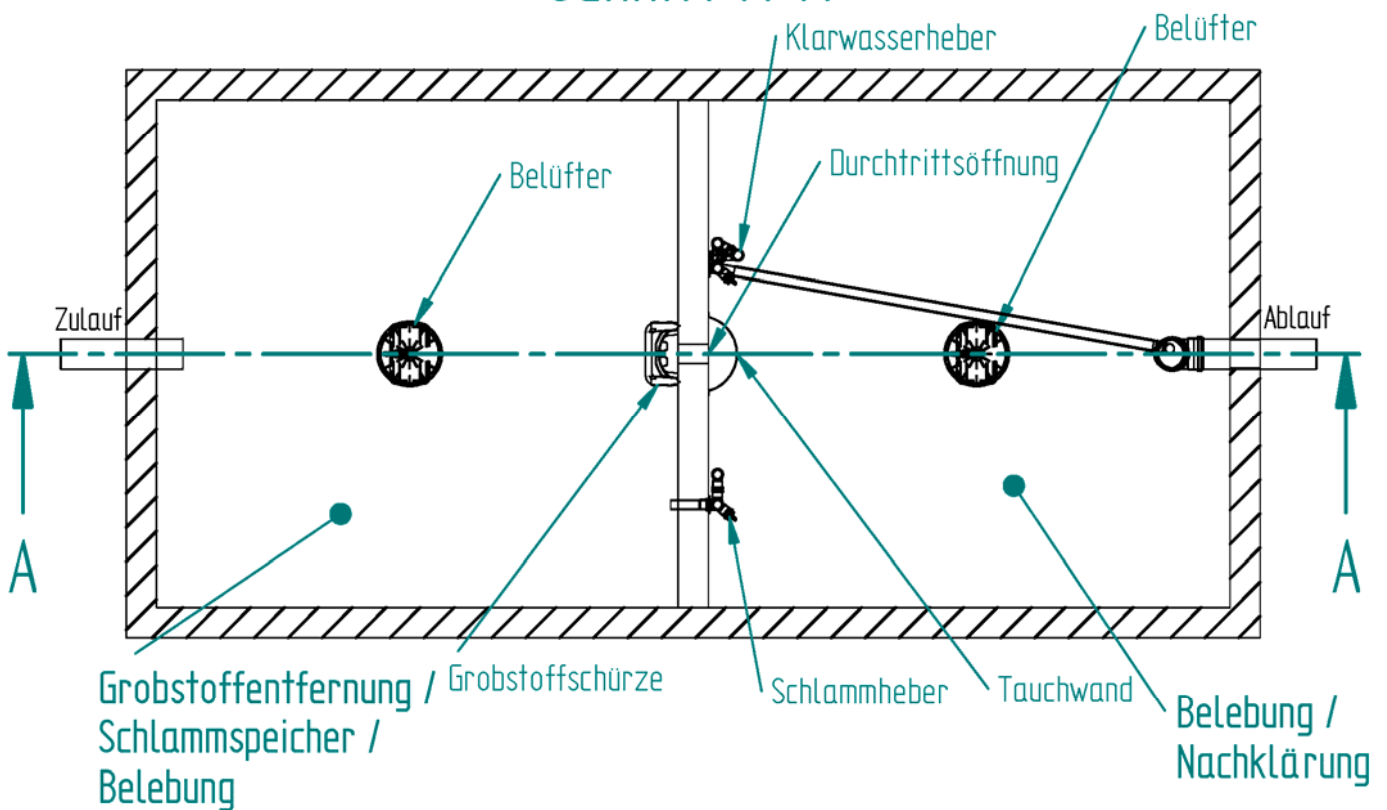 Klarwasserheber
Belüfter
Durchtrittsöffnung
Belüfter
Zulauf
Ablauf
A
A
Grobstoffentfernung /
Schlammspeicher /
Belebung
Grobstoffschürze
Schlammheber
Tauchwand
Belebung /
Nachklärung